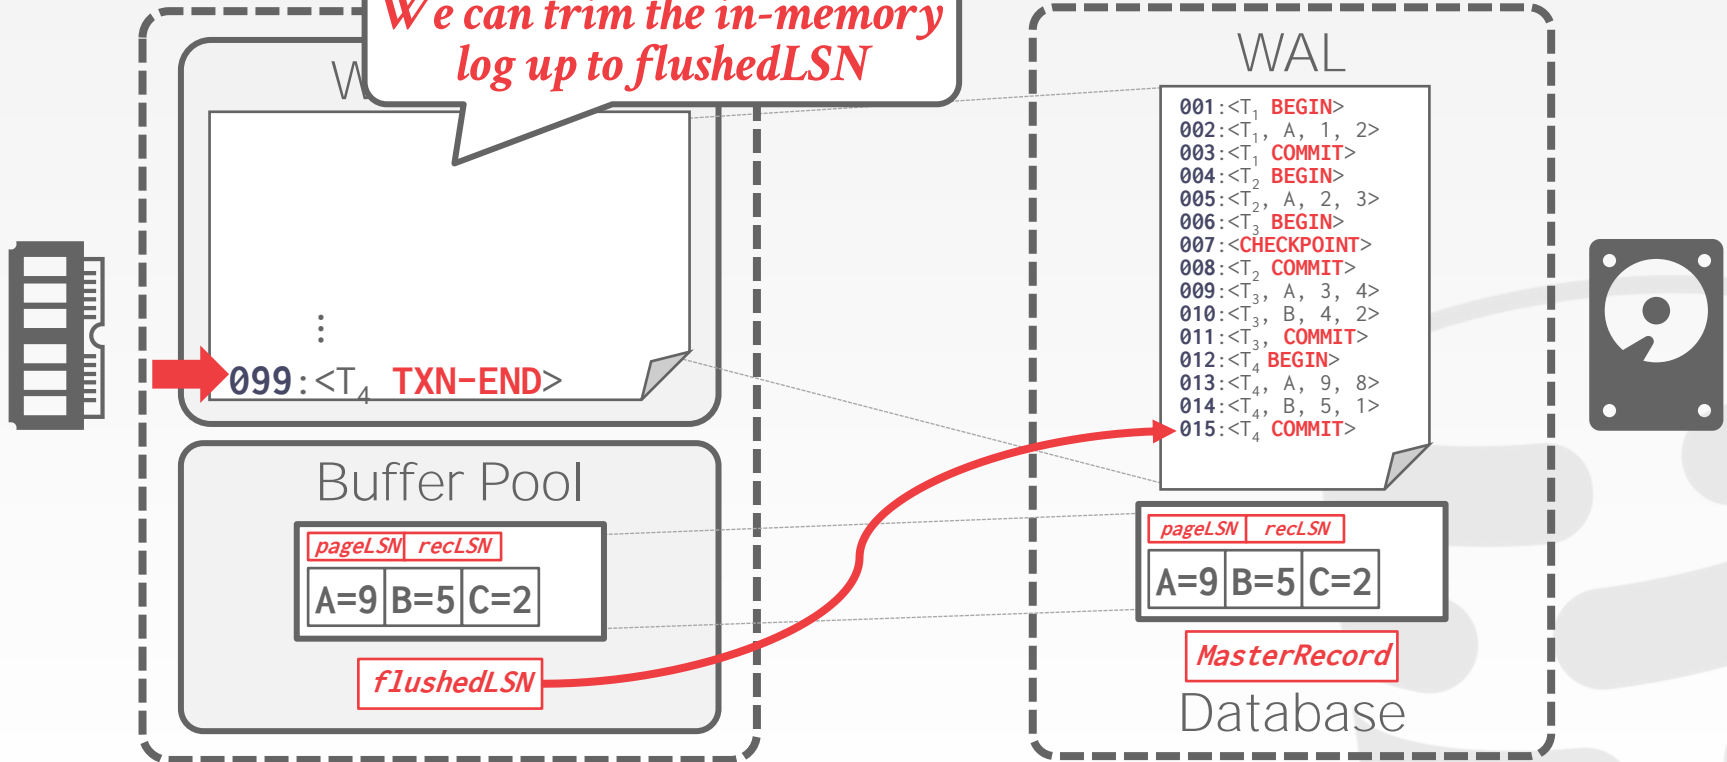 We can trim the in-memory
log up to flushedLSN
⋮
099:<T4 TXN-END>
Buffer Pool
pageLSN recLSN
A=9 B=5 C=2
flushedLSN
WAL
001:<T1 BEGIN>
002:<T1, A, 1, 2>
003:<T1 COMMIT>
004:<T2 BEGIN>
005:<T2, A, 2, 3>
006:<T3 BEGIN>
007:<CHECKPOINT>
008:<T2 COMMIT>
009:<T3, A, 3, 4>
010:<T3, B, 4, 2>
011:<T3, COMMIT>
012:<T4 BEGIN>
013:<T4, A, 9, 8>
014:<T4, B, 5, 1>
015:<T4 COMMIT>
pageLSN recLSN
A=9 B=5 C=2
MasterRecord
Database